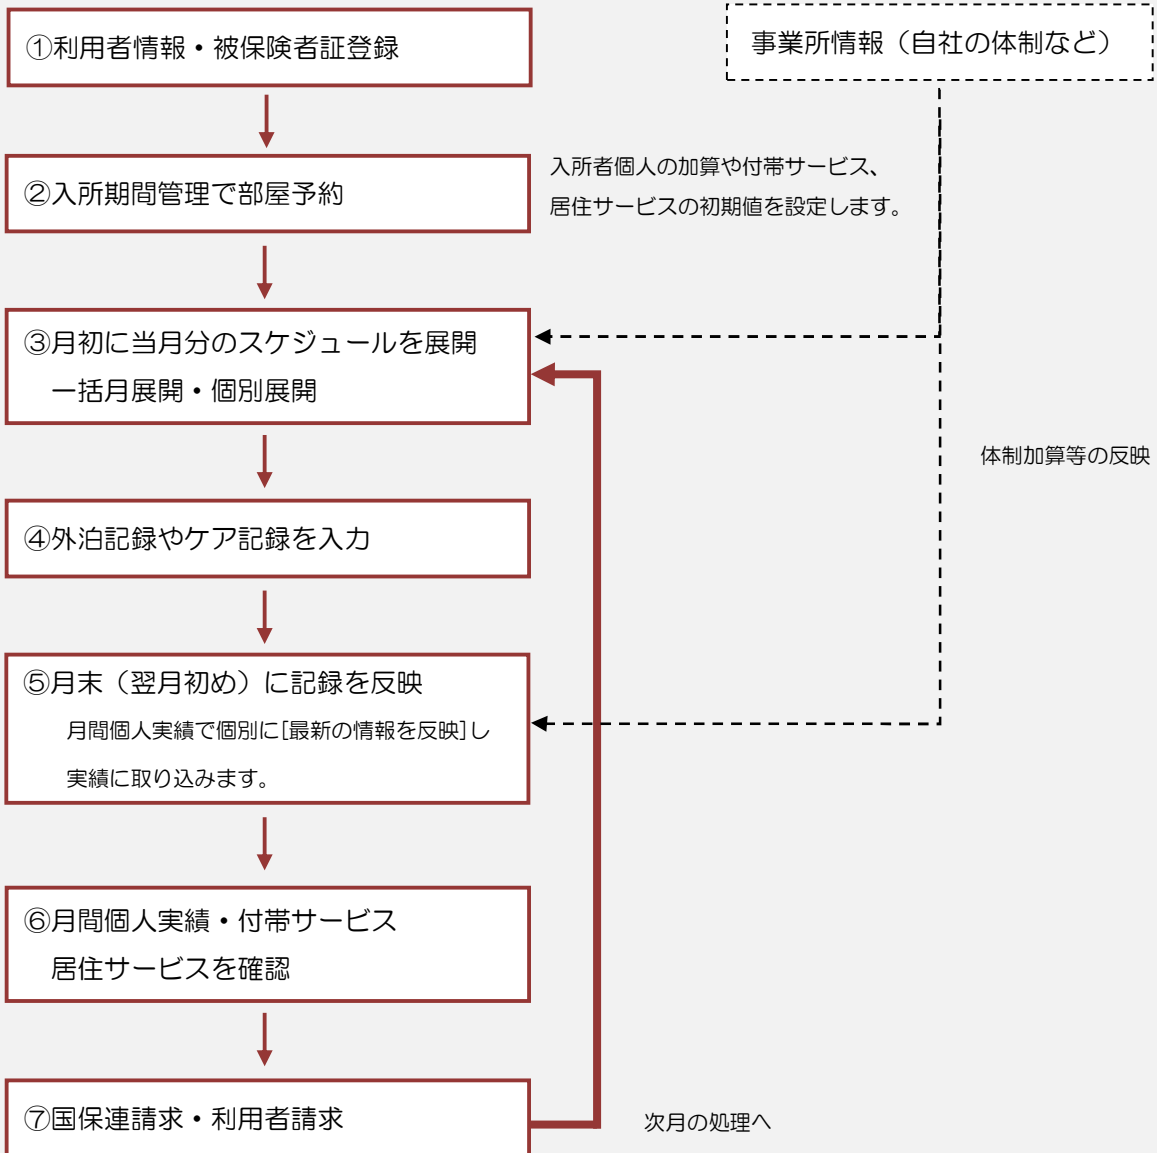 ①利用者情報・被保険者証登録
事業所情報（自社の体制など）
②入所期間管理で部屋予約
入所者個人の加算や付帯サービス、
居住サービスの初期値を設定します。
③月初に当月分のスケジュールを展開
一括月展開・個別展開
体制加算等の反映
④外泊記録やケア記録を入力
⑤月末（翌月初め）に記録を反映
月間個人実績で個別に[最新の情報を反映]し
実績に取り込みます。
⑥月間個人実績・付帯サービス
居住サービスを確認
⑦国保連請求・利用者請求
次月の処理へ